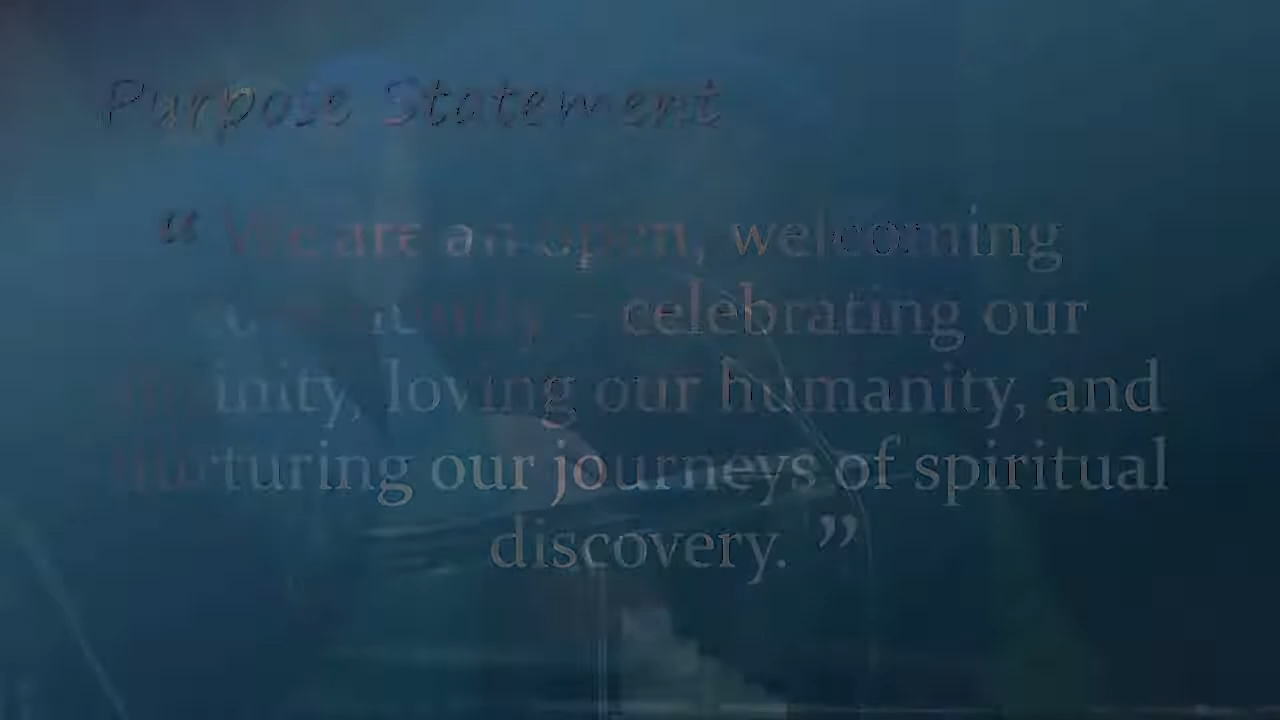 Purpose Statement
“ We are an open, welcoming
community - celebrating our
divinity, loving our humanity, and
nurturing our journeys of spiritual
discovery. ”